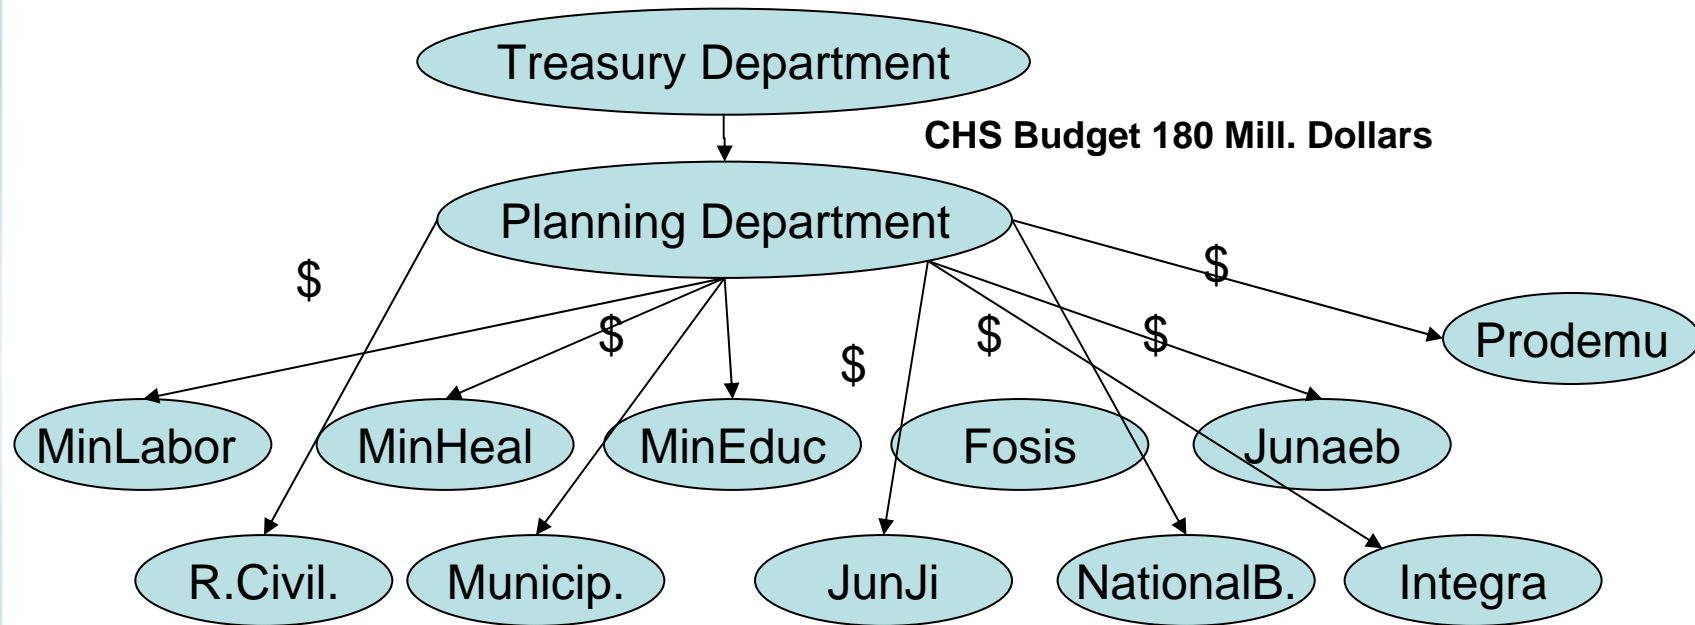 Treasury Department
CHS Budget 180 Mill. Dollars
Planning Department
$
$
$
$
$
$
Prodemu
MinLabor
MinHeal
MinEduc
Fosis
Junaeb
R.Civil.
Municip.
JunJi
NationalB.
Integra